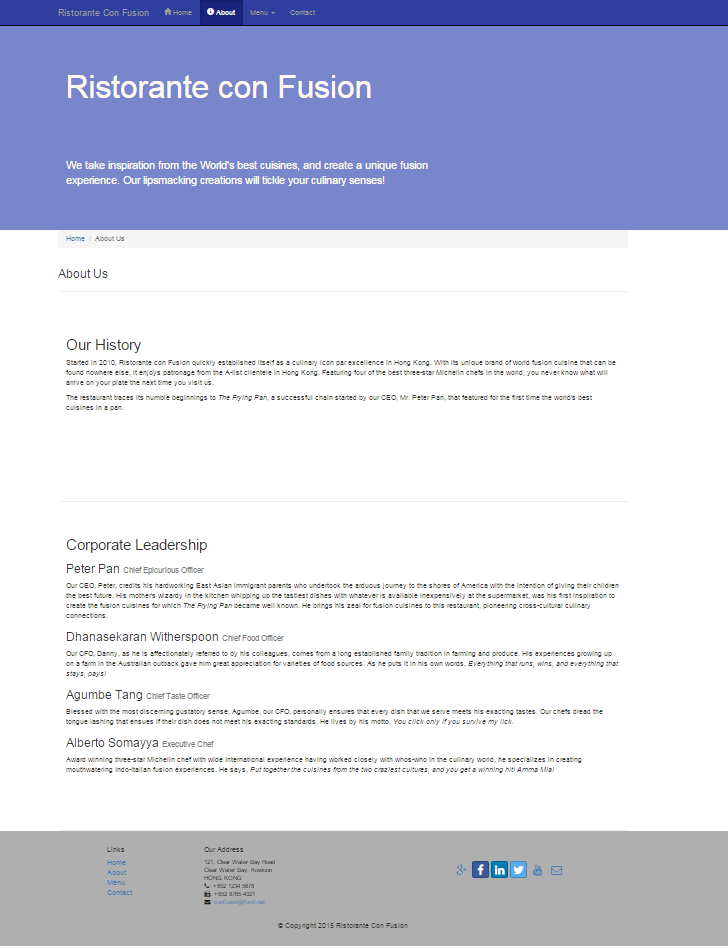 Ristorante Con Fusion Home About Menu Contact
Ristorante con Fusion
We take inspiration from the World's best cuisines, and create a unique fusion
experience. Our lipsmacking creations will tickle your culinary senses!
Home / About Us
About Us
Our History
Started in 2010, Ristorante con Fusion quickly established itself as a culinary icon par excellence in Hong Kong. With its unique brand of world fusion cuisine that can be
found nowhere else, it enjoys patronage from the A-list clientele in Hong Kong. Featuring four of the best three-star Michelin chefs in the world, you never know what will
arrive on your plate the next time you visit us.
The restaurant traces its humble beginnings to The Frying Pan, a successful chain started by our CEO, Mr. Peter Pan, that featured for the first time the world's best
cuisines in a pan.
Corporate Leadership
Peter Pan Chief Epicurious Officer
Our CEO, Peter, credits his hardworking East Asian immigrant parents who undertook the arduous journey to the shores of America with the intention of giving their children
the best future. His mother's wizardy in the kitchen whipping up the tastiest dishes with whatever is available inexpensively at the supermarket, was his first inspiration to
create the fusion cuisines for which The Frying Pan became well known. He brings his zeal for fusion cuisines to this restaurant, pioneering cross-cultural culinary
connections.
Dhanasekaran Witherspoon Chief Food Officer
Our CFO, Danny, as he is affectionately referred to by his colleagues, comes from a long established family tradition in farming and produce. His experiences growing up
on a farm in the Australian outback gave him great appreciation for varieties of food sources. As he puts it in his own words, Everything that runs, wins, and everything that
stays, pays!
Agumbe Tang Chief Taste Officer
Blessed with the most discerning gustatory sense, Agumbe, our CFO, personally ensures that every dish that we serve meets his exacting tastes. Our chefs dread the
tongue lashing that ensues if their dish does not meet his exacting standards. He lives by his motto, You click only if you survive my lick.
Alberto Somayya Executive Chef
Award winning three-star Michelin chef with wide international experience having worked closely with whos-who in the culinary world, he specializes in creating
mouthwatering Indo-Italian fusion experiences. He says, Put together the cuisines from the two craziest cultures, and you get a winning hit! Amma Mia!
Links
Home
About
Menu
Contact
Our Address
121, Clear Water Bay Road
Clear Water Bay, Kowloon
HONG KONG
: +852 1234 5678
: +852 8765 4321
: confusion@food.net
© Copyright 2015 Ristorante Con Fusion